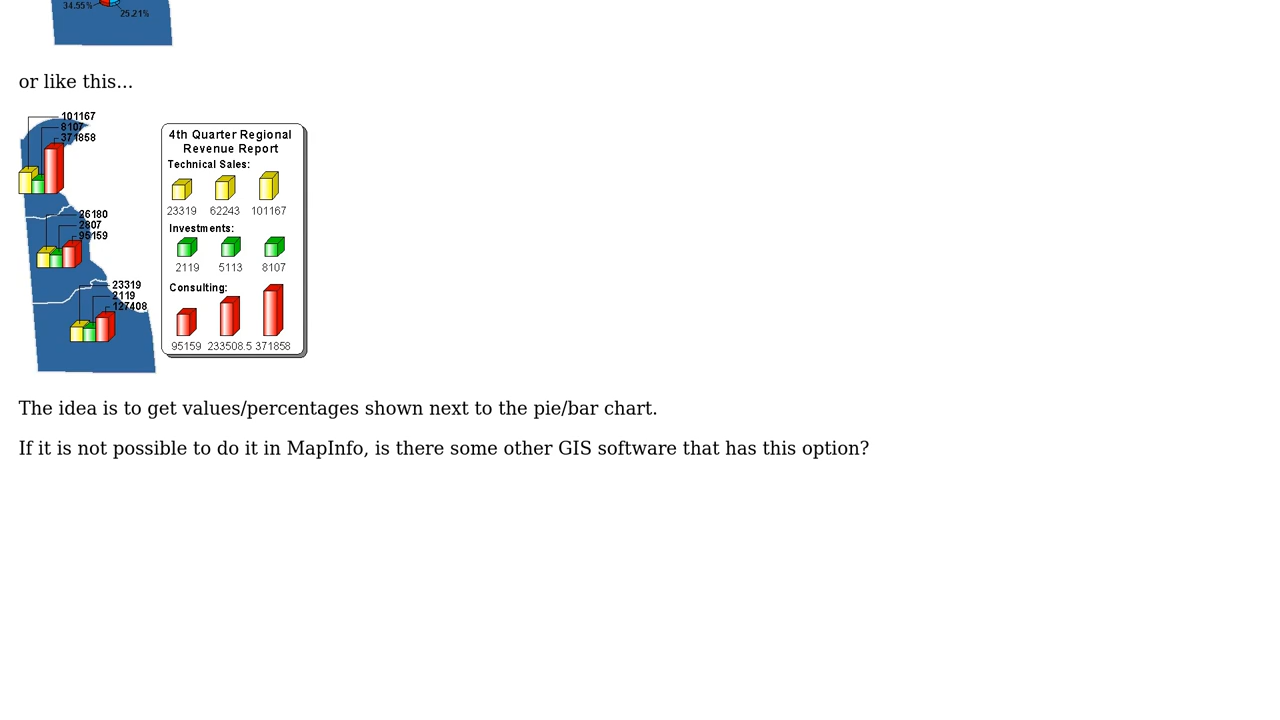 34.55%
25.21%
or like this...
101167
8107
371858
26180
2807
95159
23319
2119
127408
4th Quarter Regional
Revenue Report
Technical Sales:
23319 62243 101167
Investments:
2119 5113 8107
Consulting:
95159 233508.5 371858
The idea is to get values/percentages shown next to the pie/bar chart.
If it is not possible to do it in MapInfo, is there some other GIS software that has this option?